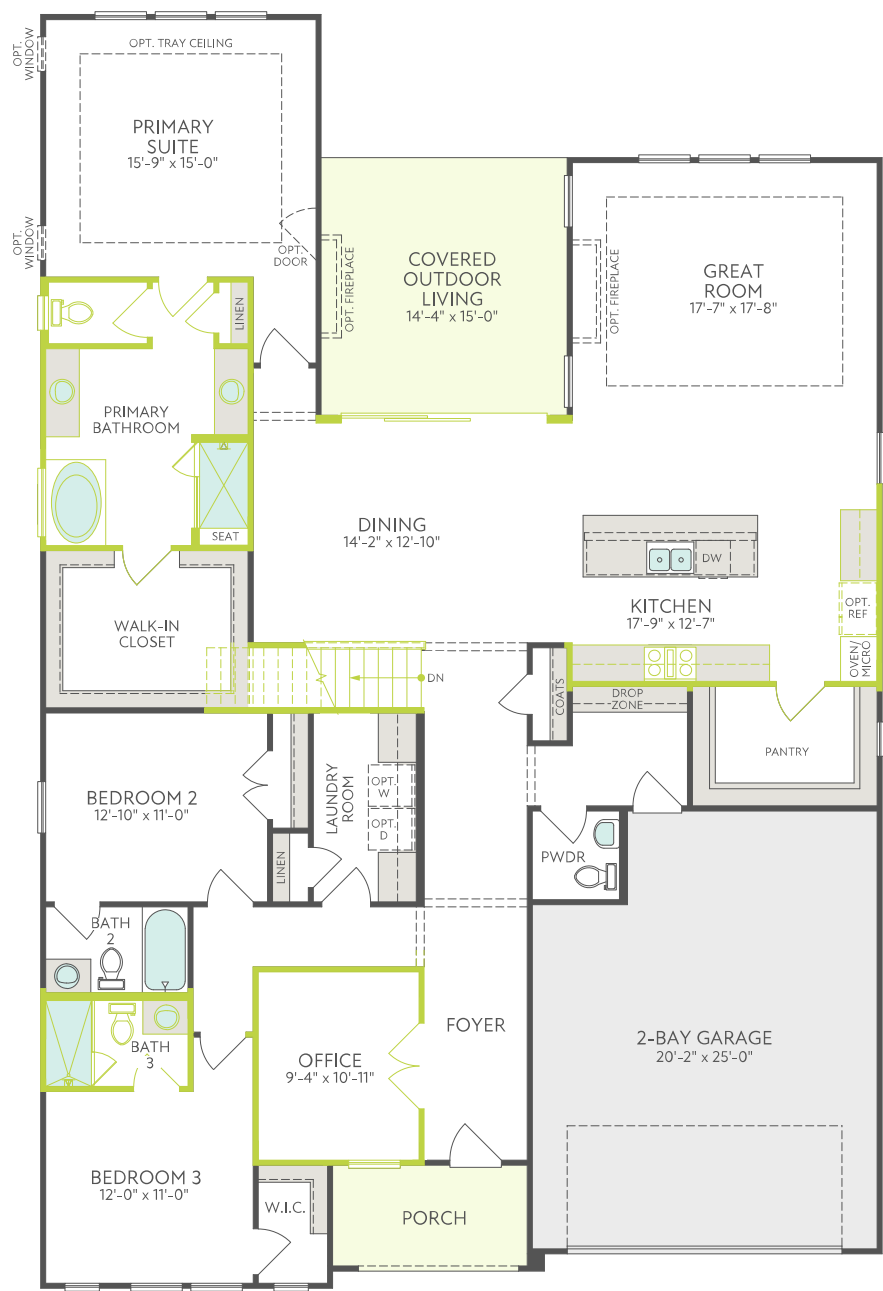 OPT. WINDOW
OPT. TRAY CEILING
PRIMARY
SUITE
15'-9" x 15'-0"
OPT. WINDOW
OPT.
DOOR
OPT. FIREPLACE
COVERED
OUTDOOR
LIVING
14'-4" x 15'-0"
OPT. FIREPLACE
GREAT
ROOM
17'-7" x 17'-8"
LINEN
PRIMARY
BATHROOM
SEAT
DINING
14'-2" x 12'-10"
DW
KITCHEN
17'-9" x 12'-7"
OPT.
REF
OVEN/
MICRO
WALK-IN
CLOSET
DN
COATS
DROP
ZONE
PANTRY
BEDROOM 2
12'-10" x 11'-0"
LAUNDRY
ROOM
OPT.
W
OPT.
D
LINEN
PWDR
BATH
2
BATH
3
OFFICE
9'-4" x 10'-11"
FOYER
2-BAY GARAGE
20'-2" x 25'-0"
BEDROOM 3
12'-0" x 11'-0"
W.I.C.
PORCH